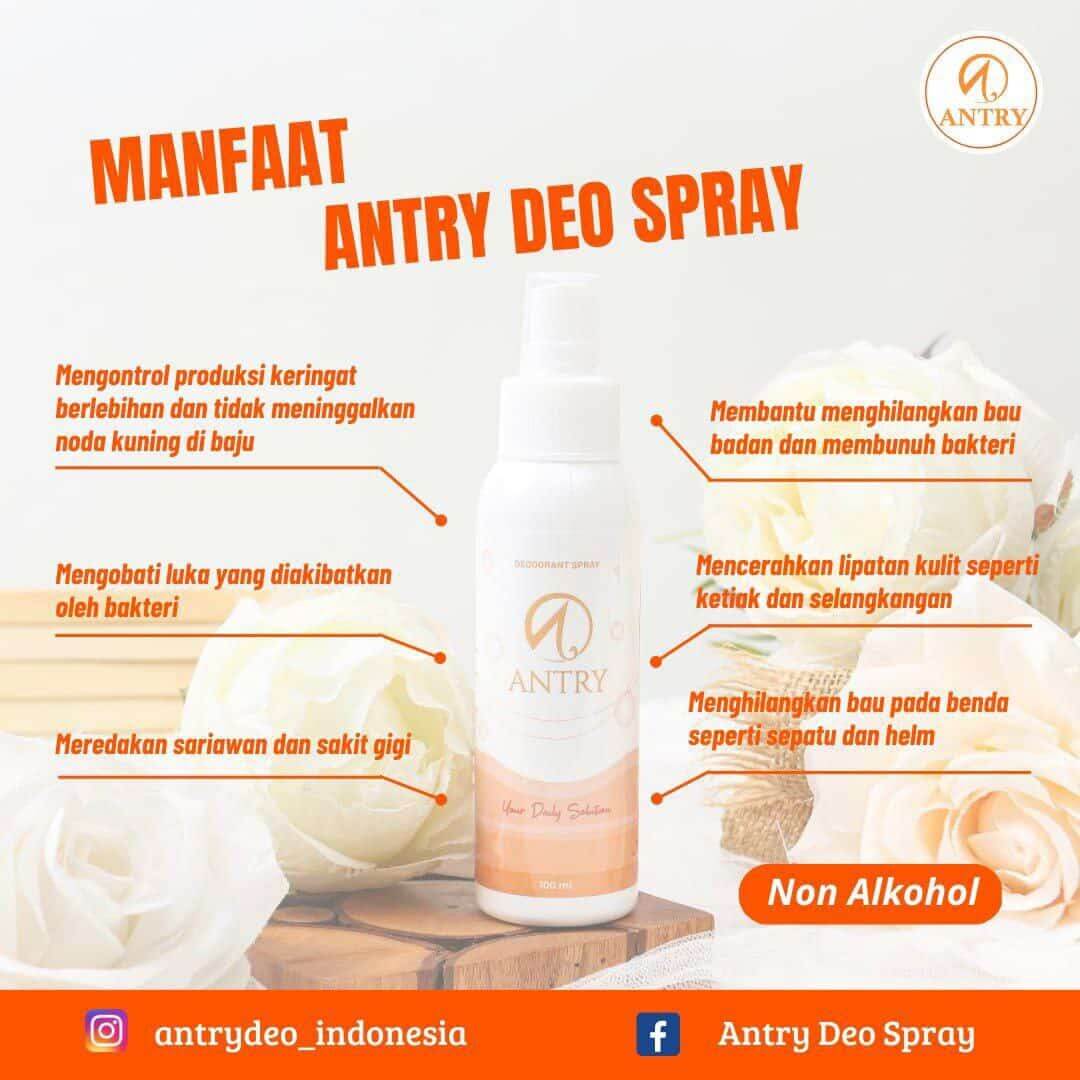 ANTRY
MANFAAT
ANTRY DEO SPRAY
Mengontrol produksi keringat
berlebihan dan tidak meninggalkan
noda kuning di baju
Membantu menghilangkan bau
badan dan membunuh bakteri
Mengobati luka yang diakibatkan
oleh bakteri
Mencerahkan lipatan kulit seperti
ketiak dan selangkangan
Meredakan sariawan dan sakit gigi
Menghilangkan bau pada benda
seperti sepatu dan helm
DEODORANT SPRAY
ANTRY
Your Daily Solution
100 ml
Non Alkohol
antrydeo_indonesia
Antry Deo Spray